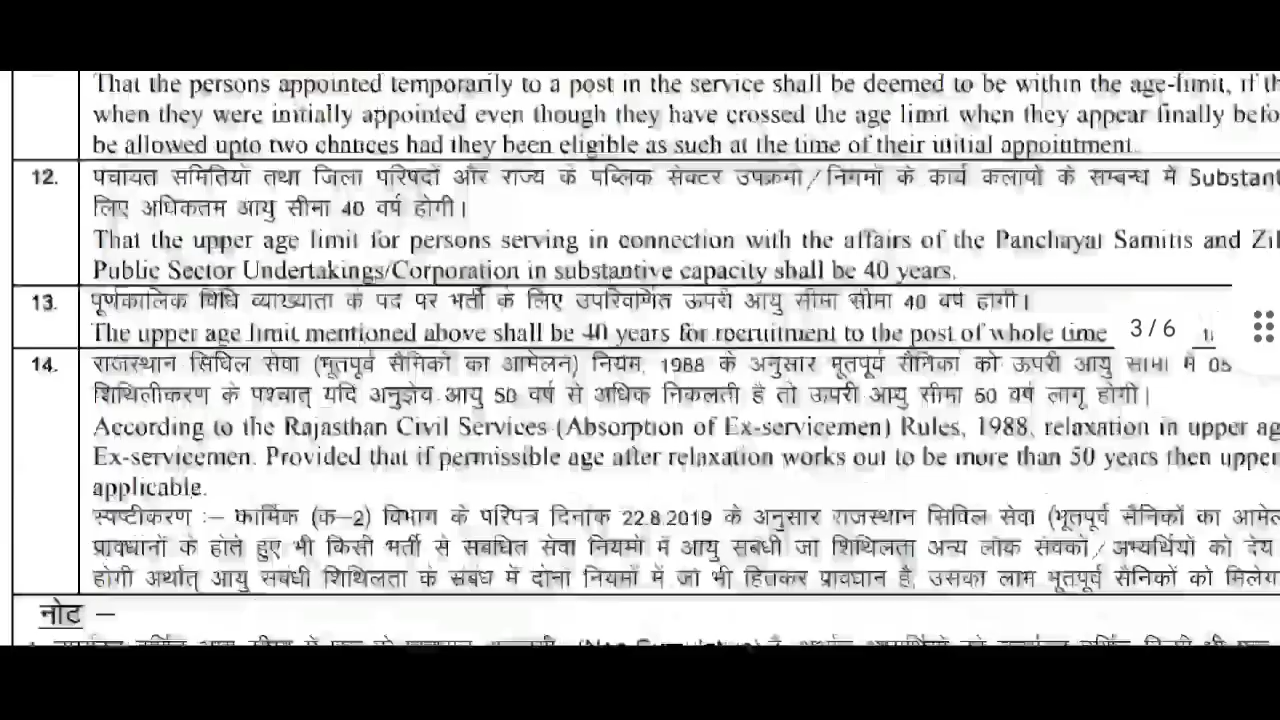 That the persons appointed temporarily to a post in the service shall be deemed to be within the age-limit, if th
when they were initially appointed even though they have crossed the age limit when they appear finally befo
be allowed upto two chances had they been eligible as such at the time of their initial appointment.
12. पंचायत समितियों तथा जिला परिषदों और राज्य के पब्लिक सेक्टर उपक्रमों/निगमों के कार्य कलापों के सम्बन्ध में Substant
लिए अधिकतम आयु सीमा 40 वर्ष होगी।
That the upper age limit for persons serving in connection with the affairs of the Panchayat Samitis and Zil
Public Sector Undertakings/Corporation in substantive capacity shall be 40 years.
13. पूर्णकालिक विधि व्याख्याता के पद पर भर्ती के लिए उपरिवर्णित ऊपरी आयु सीमा सीमा 40 वर्ष होगी।
The upper age limit mentioned above shall be 40 years for recruitment to the post of whole time
3 / 6
14. राजस्थान सिविल सेवा (भूतपूर्व सैनिकों का आमेलन) नियम, 1988 के अनुसार भूतपूर्व सैनिकों को ऊपरी आयु सीमा में 05
शिथिलीकरण के पश्चात् यदि अनुज्ञेय आयु 50 वर्ष से अधिक निकलती है तो ऊपरी आयु सीमा 50 वर्ष लागू होगी।
According to the Rajasthan Civil Services (Absorption of Ex-servicemen) Rules, 1988, relaxation in upper ag
Ex-servicemen. Provided that if permissible age after relaxation works out to be more than 50 years then upper
applicable.
स्पष्टीकरण :– कार्मिक (क–2) विभाग के परिपत्र दिनांक 22.8.2019 के अनुसार राजस्थान सिविल सेवा (भूतपूर्व सैनिकों का आमे
प्रावधानों के होते हुए भी किसी भर्ती से संबंधित सेवा नियमों में आयु संबंधी जो शिथिलता अन्य लोक सेवकों/अभ्यर्थियों को देय
होगी अर्थात् आयु संबंधी शिथिलता के संबंध में दोनों नियमों में जो भी हितकर प्रावधान है, उसका लाभ भूतपूर्व सैनिकों को मिलेगा
नोट –